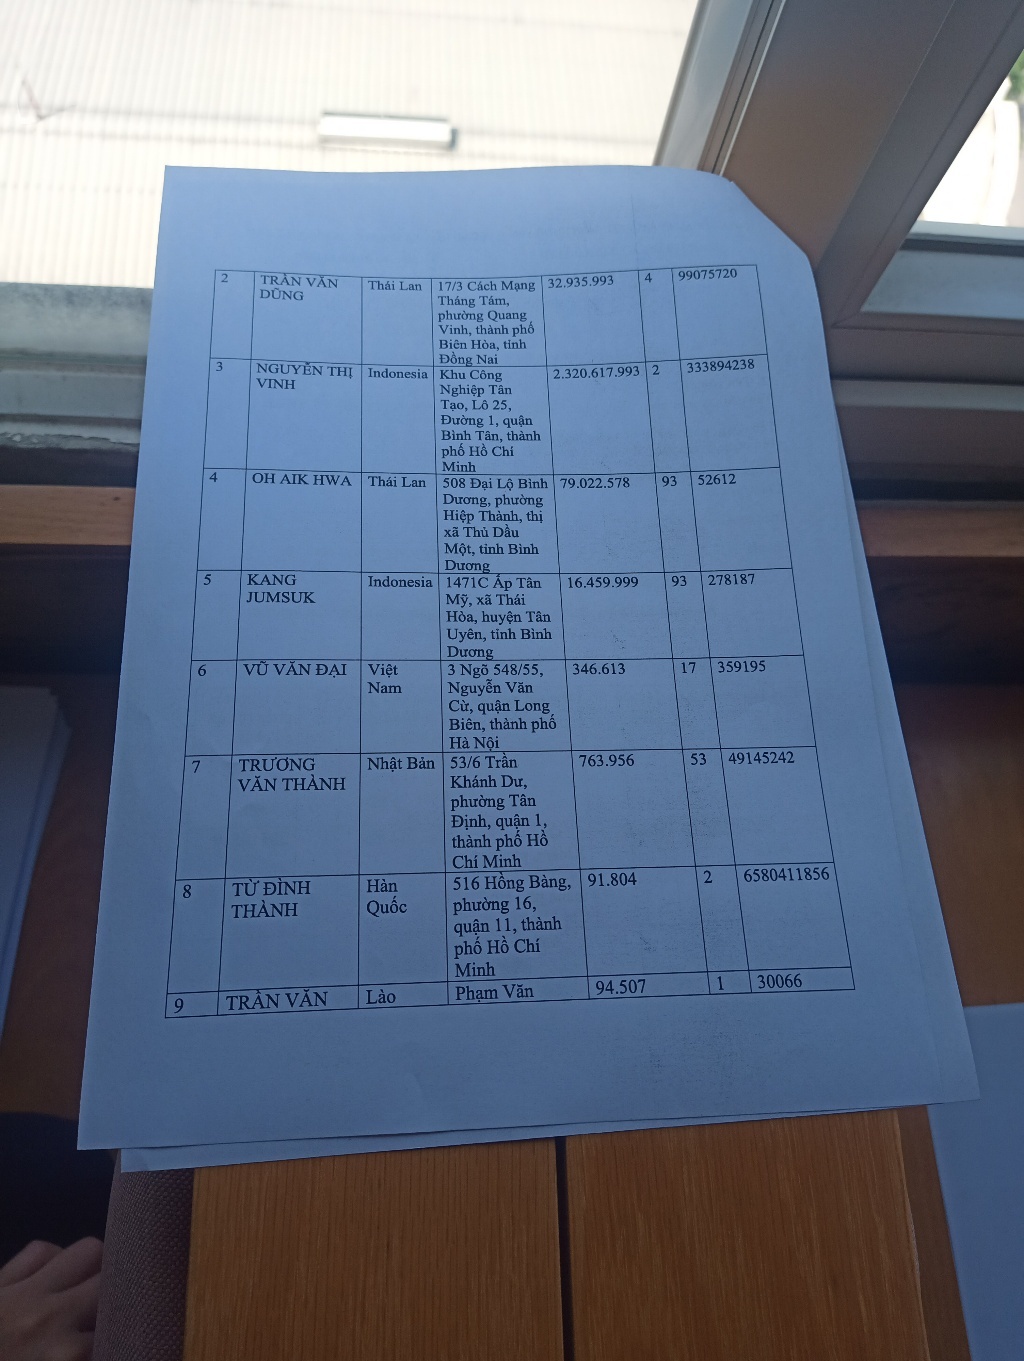 2 TRẦN VĂN Thái Lan 17/3 Cách Mạng 32.935.993 4 99075720
DŨNG Tháng Tám,
phường Quang
Vinh, thành phố
Biên Hòa, tỉnh
Đồng Nai
3 NGUYỄN THỊ Indonesia Khu Công 2.320.617.993 2 333894238
VINH Nghiệp Tân
Tạo, Lô 25,
Đường 1, quận
Bình Tân, thành
phố Hồ Chí
Minh
4 OH AIK HWA Thái Lan 508 Đại Lộ Bình 79.022.578 93 52612
Dương, phường
Hiệp Thành, thị
xã Thủ Dầu
Một, tỉnh Bình
Dương
5 KANG Indonesia 1471C Ấp Tân 16.459.999 93 278187
JUMSUK Mỹ, xã Thái
Hòa, huyện Tân
Uyên, tỉnh Bình
Dương
6 VŨ VĂN ĐẠI Việt 3 Ngõ 548/55, 346.613 17 359195
Nam Nguyễn Văn
Cừ, quận Long
Biên, thành phố
Hà Nội
7 TRƯƠNG Nhật Bản 53/6 Trần 763.956 53 49145242
VĂN THÀNH Khánh Dư,
phường Tân
Định, quận 1,
thành phố Hồ
Chí Minh
8 TỪ ĐÌNH Hàn 516 Hồng Bàng, 91.804 2 6580411856
THÀNH Quốc phường 16,
quận 11, thành
phố Hồ Chí
Minh
9 TRẦN VĂN Lào Phạm Văn 94.507 1 30066